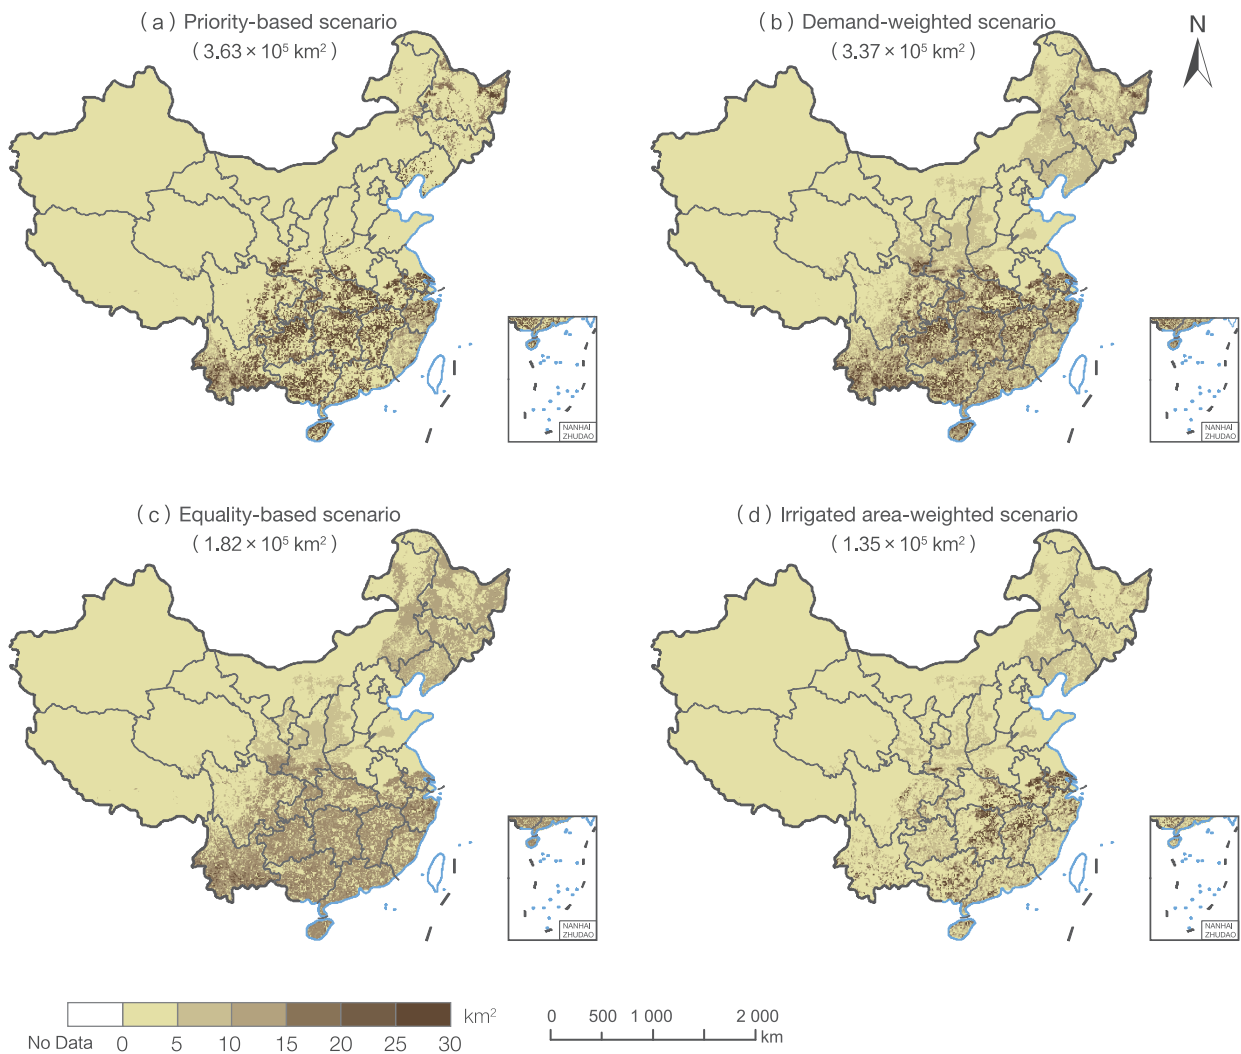 ( a ) Priority-based scenario
( 3.63 × 10⁵ km² )
( b ) Demand-weighted scenario
( 3.37 × 10⁵ km² )
N
NANHAI
ZHUDAO
NANHAI
ZHUDAO
( c ) Equality-based scenario
( 1.82 × 10⁵ km² )
( d ) Irrigated area-weighted scenario
( 1.35 × 10⁵ km² )
NANHAI
ZHUDAO
NANHAI
ZHUDAO
km²
No Data 0 5 10 15 20 25 30
0 500 1 000 2 000
km